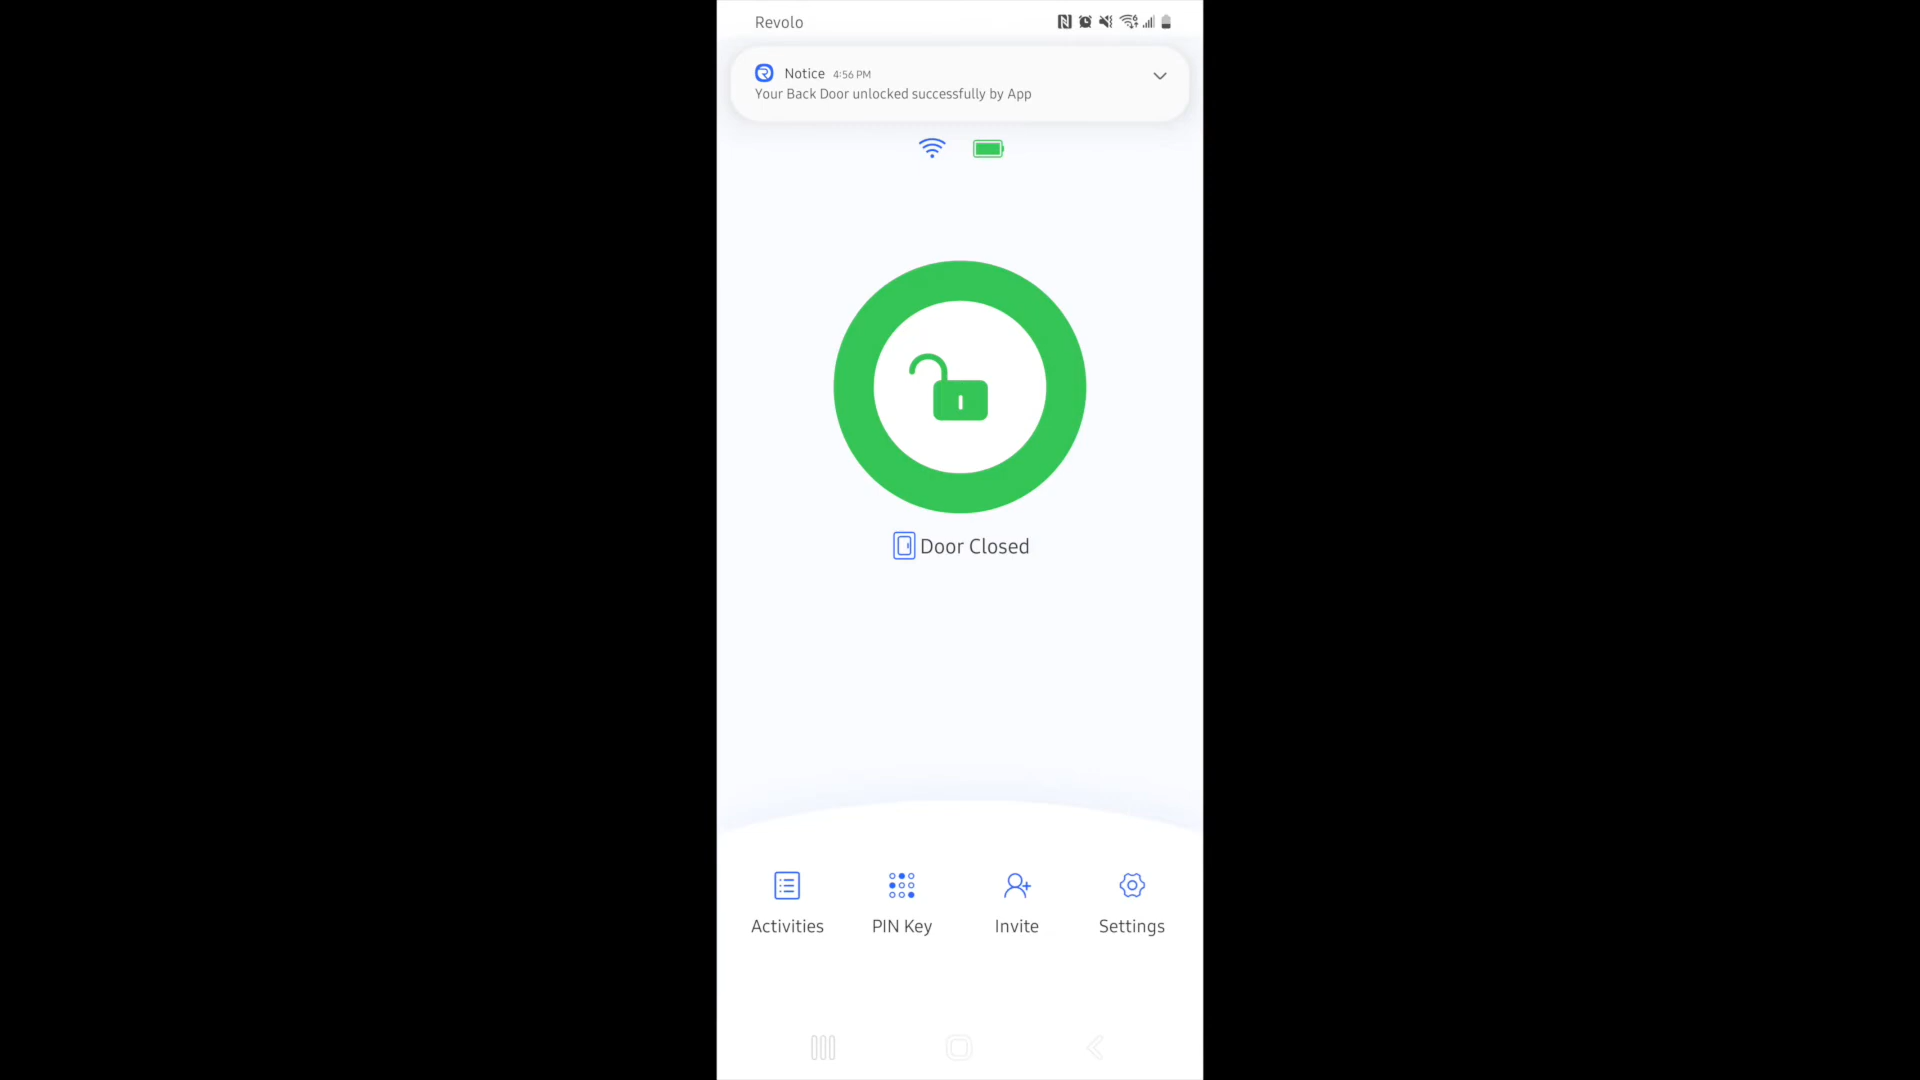 Revolo
Notice 4:56 PM
Your Back Door unlocked successfully by App
Door Closed
Activities
PIN Key
Invite
Settings